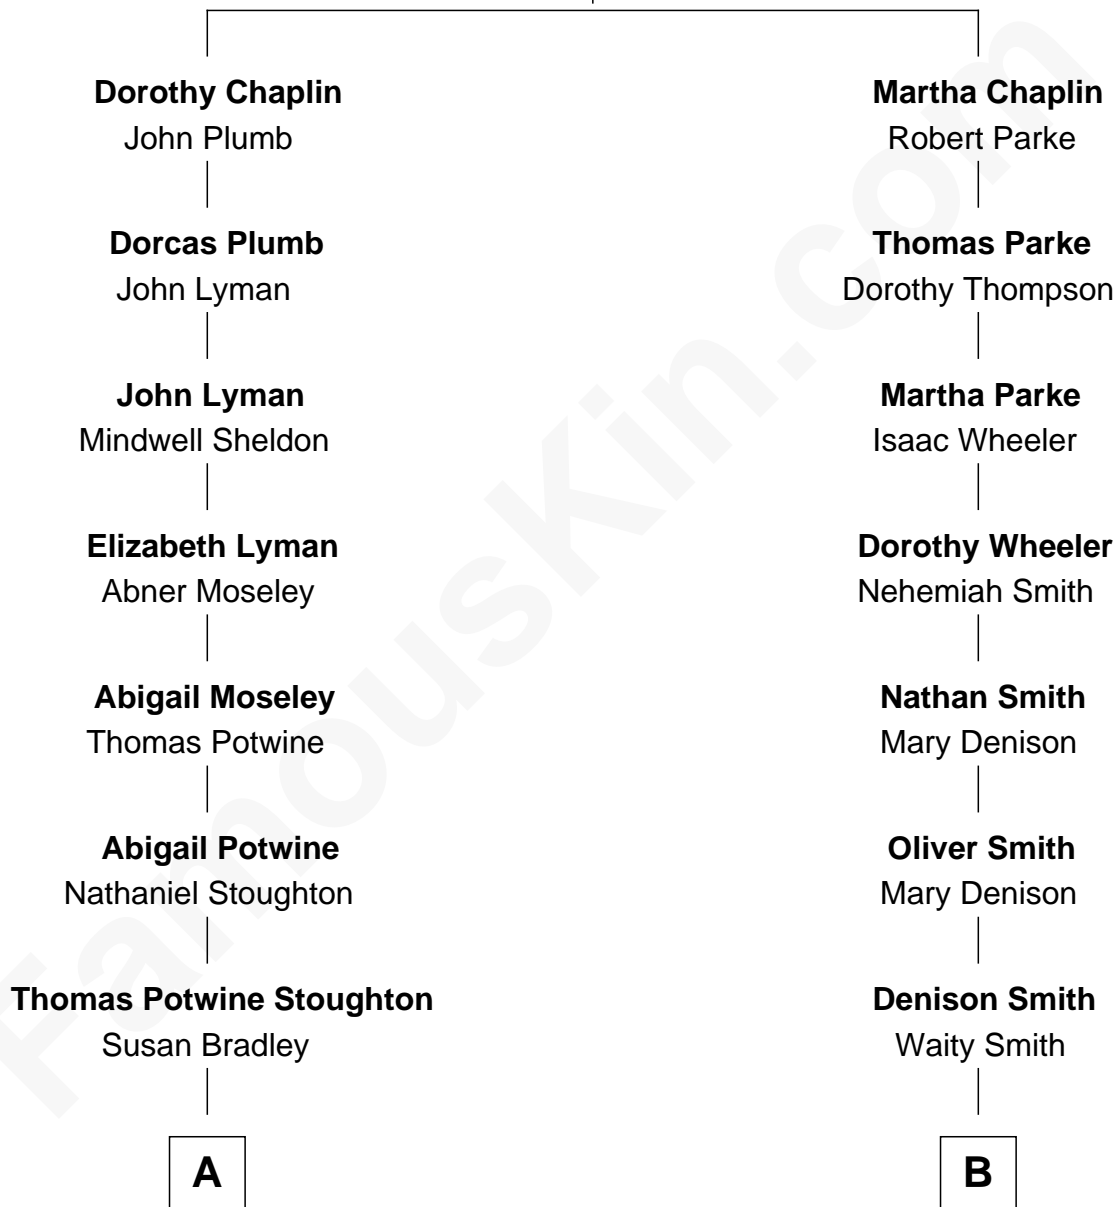 Dorothy Chaplin
John Plumb
Dorcas Plumb
John Lyman
John Lyman
Mindwell Sheldon
Elizabeth Lyman
Abner Moseley
Abigail Moseley
Thomas Potwine
Abigail Potwine
Nathaniel Stoughton
Thomas Potwine Stoughton
Susan Bradley
A
Martha Chaplin
Robert Parke
Thomas Parke
Dorothy Thompson
Martha Parke
Isaac Wheeler
Dorothy Wheeler
Nehemiah Smith
Nathan Smith
Mary Denison
Oliver Smith
Mary Denison
Denison Smith
Waity Smith
B
FamousKin.com